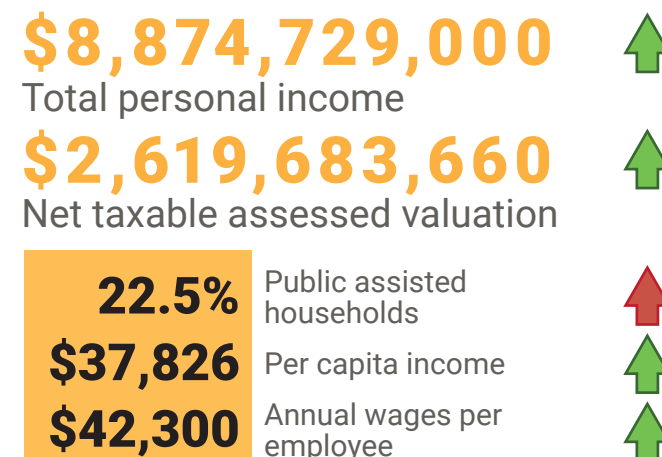 $8,874,729,000
Total personal income
$2,619,683,660
Net taxable assessed valuation
22.5% Public assisted
households
$37,826 Per capita income
$42,300 Annual wages per
employee